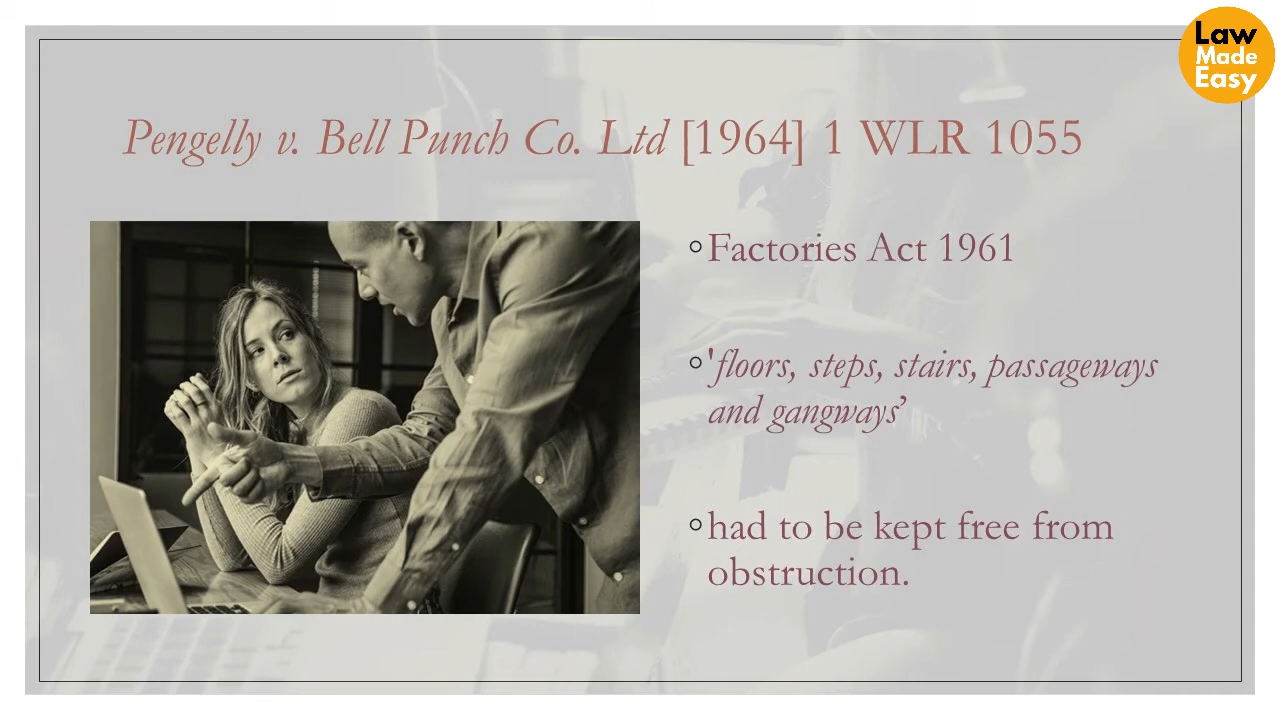 Law
Made
Easy
Pengelly v. Bell Punch Co. Ltd [1964] 1 WLR 1055
°Factories Act 1961
°'floors, steps, stairs, passageways
and gangways’
°had to be kept free from
obstruction.